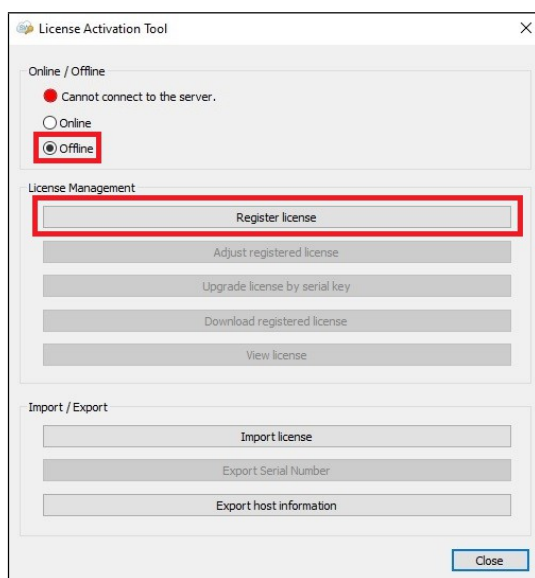 License Activation Tool
Online / Offline
Cannot connect to the server.
Online
Offline
License Management
Register license
Adjust registered license
Upgrade license by serial key
Download registered license
View license
Import / Export
Import license
Export Serial Number
Export host information
Close